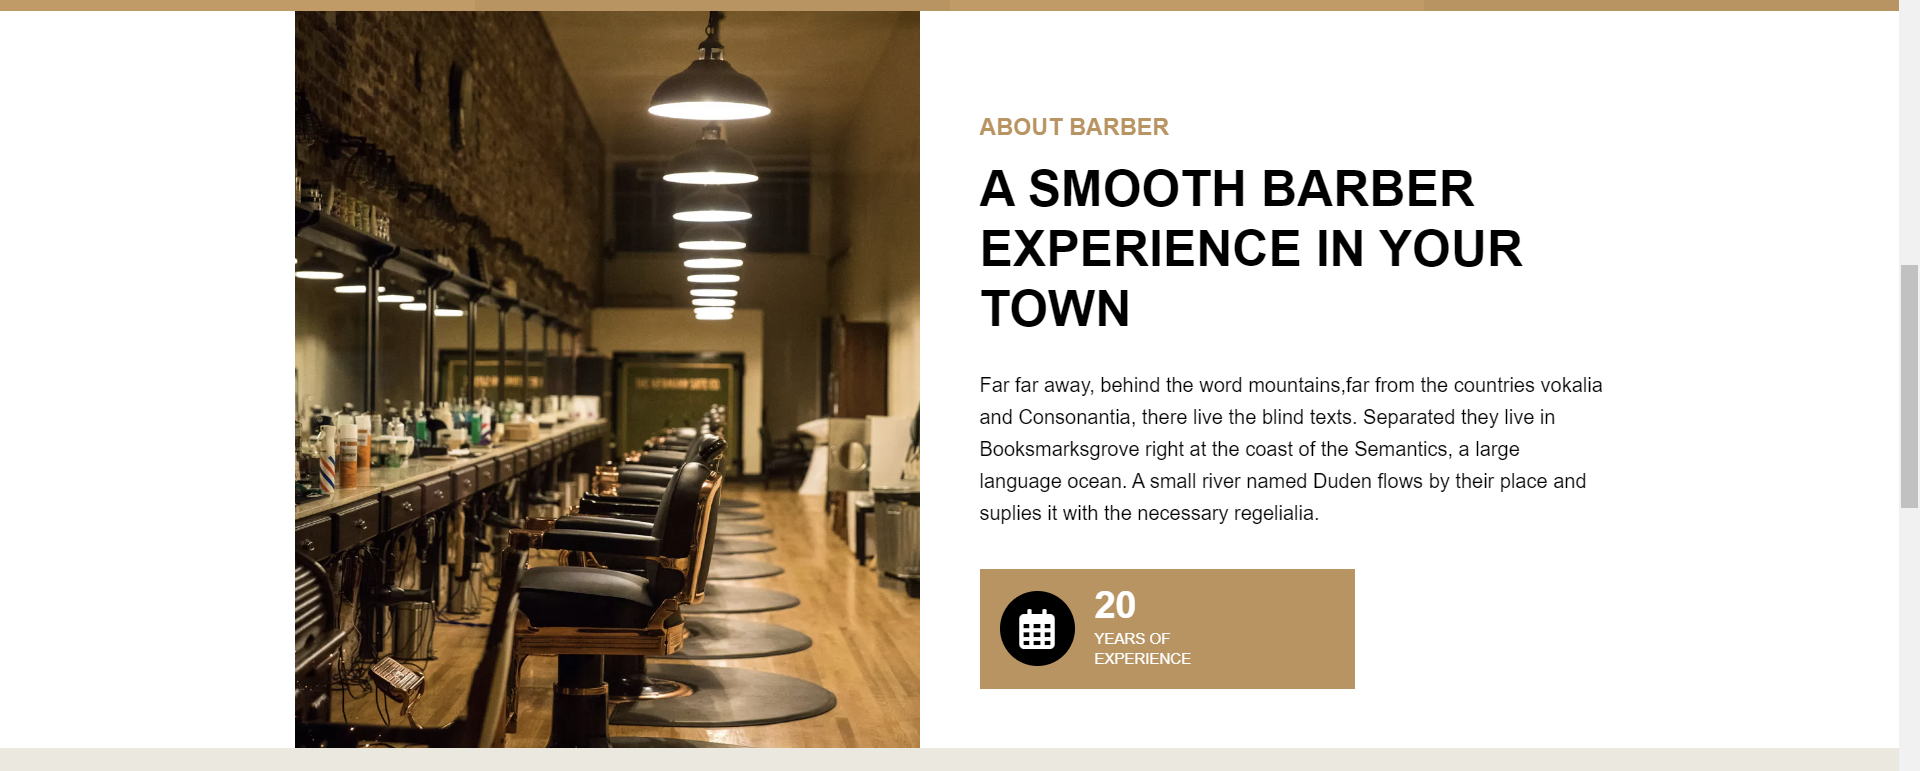 ABOUT BARBER
A SMOOTH BARBER
EXPERIENCE IN YOUR
TOWN
Far far away, behind the word mountains,far from the countries vokalia
and Consonantia, there live the blind texts. Separated they live in
Booksmarksgrove right at the coast of the Semantics, a large
language ocean. A small river named Duden flows by their place and
suplies it with the necessary regelialia.
20
YEARS OF
EXPERIENCE